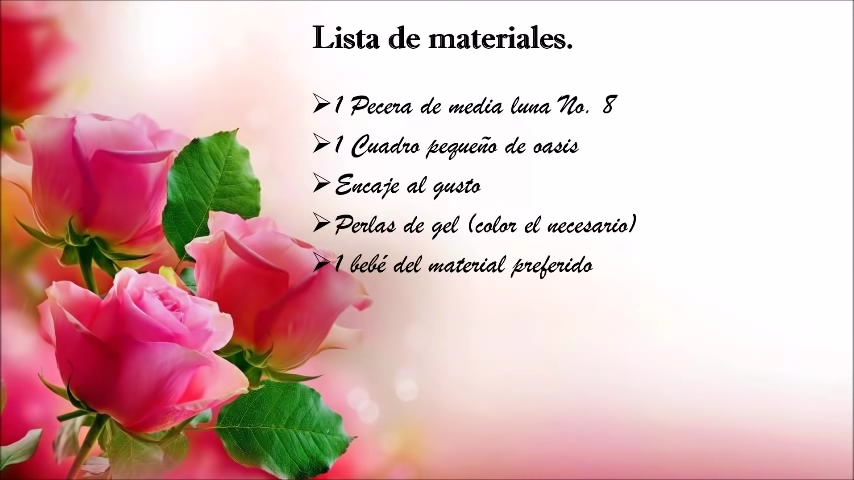 Lista de materiales.
➢1 Pecera de media luna No. 8
➢1 Cuadro pequeño de oasis
➢Encaje al gusto
➢Perlas de gel (color el necesario)
➢1 bebé del material preferido